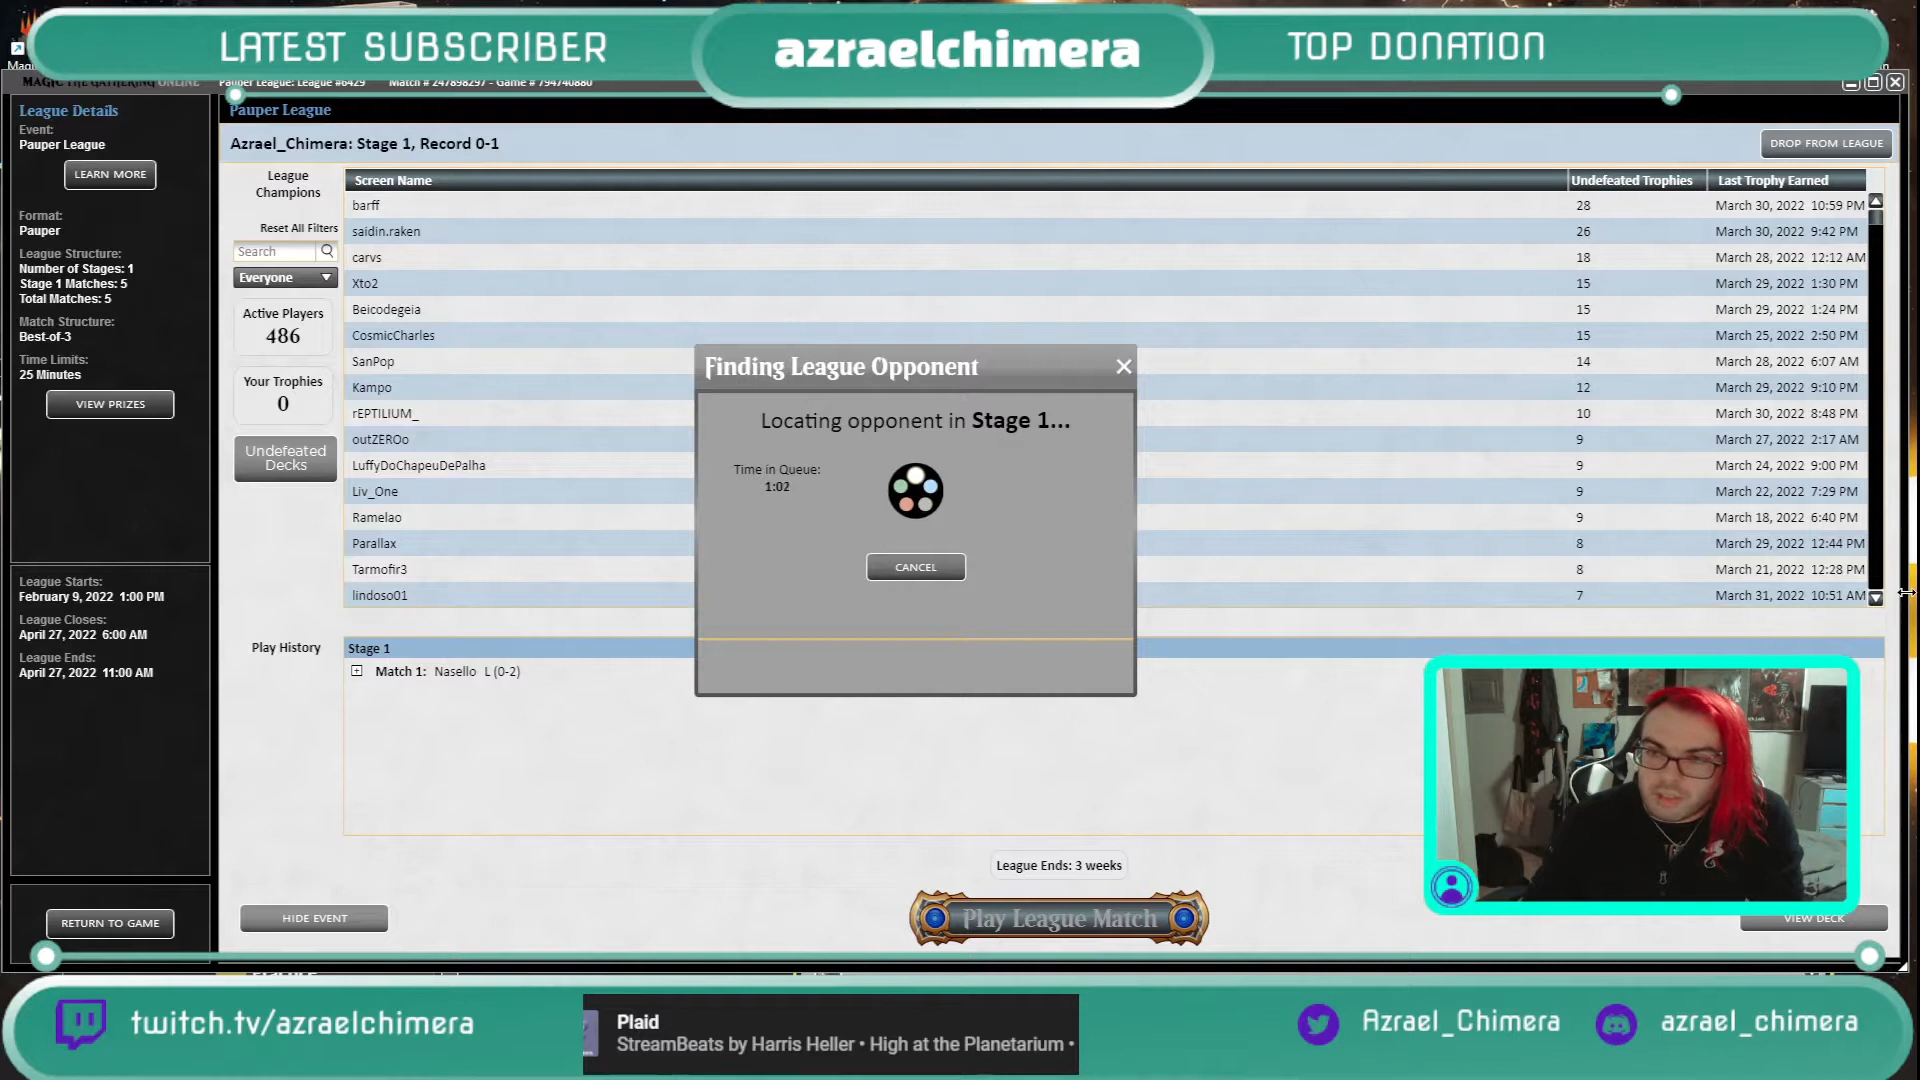 LATEST SUBSCRIBER
azraelchimera
TOP DONATION
MAGIC THE GATHERING ONLINE
Pauper League: League #6429 Match # 247898297 - Game # 794740880
League Details
Event:
Pauper League
LEARN MORE
Format:
Pauper
League Structure:
Number of Stages: 1
Stage 1 Matches: 5
Total Matches: 5
Match Structure:
Best-of-3
Time Limits:
25 Minutes
VIEW PRIZES
League Starts:
February 9, 2022 1:00 PM
League Closes:
April 27, 2022 6:00 AM
League Ends:
April 27, 2022 11:00 AM
RETURN TO GAME
Pauper League
Azrael_Chimera: Stage 1, Record 0-1
DROP FROM LEAGUE
League
Champions
Reset All Filters
Search
Everyone
Active Players
486
Your Trophies
0
Undefeated
Decks
Screen Name Undefeated Trophies Last Trophy Earned
barff 28 March 30, 2022 10:59 PM
saidin.raken 26 March 30, 2022 9:42 PM
carvs 18 March 28, 2022 12:12 AM
Xto2 15 March 29, 2022 1:30 PM
Beicodegeia 15 March 29, 2022 1:24 PM
CosmicCharles 15 March 25, 2022 2:50 PM
SanPop 14 March 28, 2022 6:07 AM
Kampo 12 March 29, 2022 9:10 PM
rEPTILIUM_ 10 March 30, 2022 8:48 PM
outZEROo 9 March 27, 2022 2:17 AM
LuffyDoChapeuDePalha 9 March 24, 2022 9:00 PM
Liv_One 9 March 22, 2022 7:29 PM
Ramelao 9 March 18, 2022 6:40 PM
Parallax 8 March 29, 2022 12:44 PM
Tarmofir3 8 March 21, 2022 12:28 PM
lindoso01 7 March 31, 2022 10:51 AM
Finding League Opponent
Locating opponent in Stage 1...
Time in Queue:
1:02
CANCEL
Play History
Stage 1
Match 1: Nasello L (0-2)
League Ends: 3 weeks
HIDE EVENT
Play League Match
VIEW DECK
twitch.tv/azraelchimera
Plaid
StreamBeats by Harris Heller • High at the Planetarium •
Azrael_Chimera
azrael_chimera